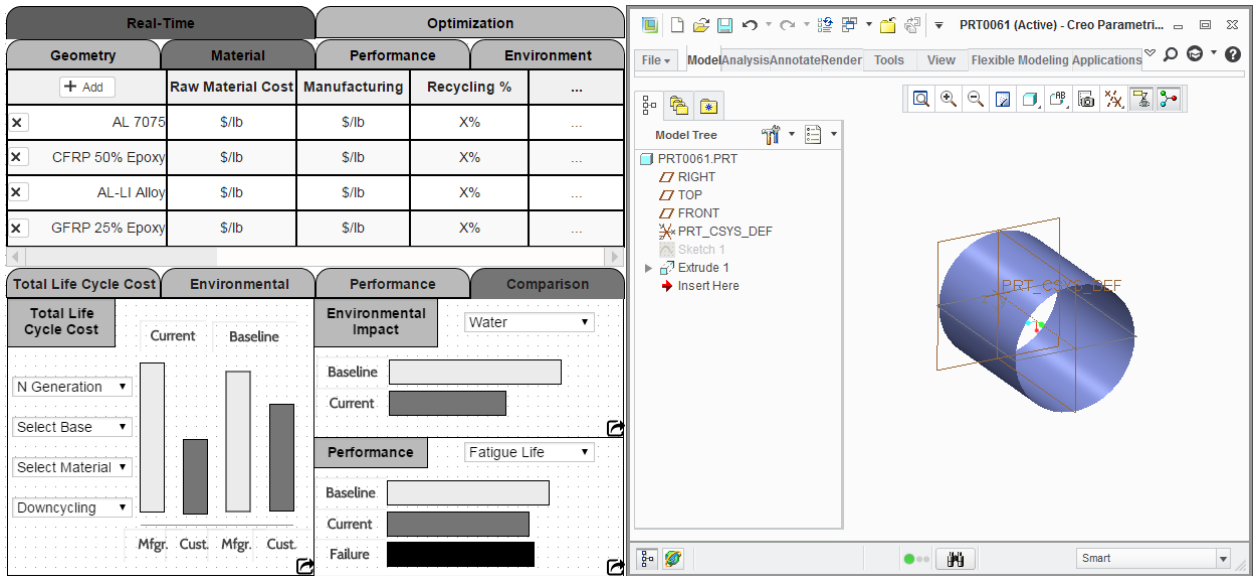 Real-Time Optimization
Geometry Material Performance Environment
+ Add Raw Material Cost Manufacturing Recycling % ...
x AL 7075 $/lb $/lb X% ...
x CFRP 50% Epoxy $/lb $/lb X% ...
x AL-LI Alloy $/lb $/lb X% ...
x GFRP 25% Epoxy $/lb $/lb X% ...
Total Life Cycle Cost Environmental Performance Comparison
Total Life
Cycle Cost
Current Baseline
N Generation
Select Base
Select Material
Downcycling
Mfgr. Cust. Mfgr. Cust.
Environmental
Impact
Water
Baseline
Current
Performance
Fatigue Life
Baseline
Current
Failure
PRT0061 (Active) - Creo Parametri...
File Model Analysis Annotate Render Tools View Flexible Modeling Applications
Model Tree
PRT0061.PRT
RIGHT
TOP
FRONT
PRT_CSYS_DEF
Sketch 1
Extrude 1
Insert Here
PRT_CSYS_DEF
Smart